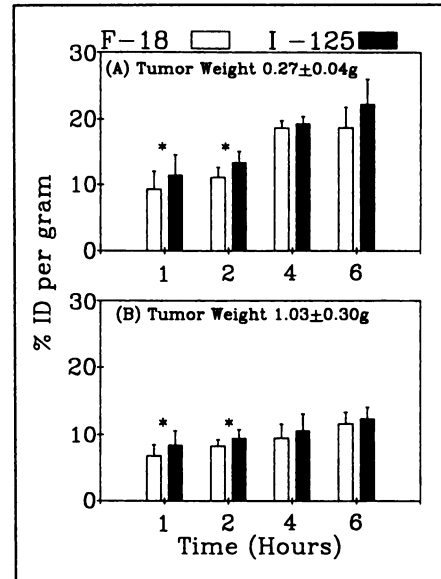 F-18 I-125
(A) Tumor Weight 0.27±0.04g
30
20
10
0
* *
1 2 4 6
% ID per gram
(B) Tumor Weight 1.03±0.30g
30
20
10
0
* *
1 2 4 6
Time (Hours)